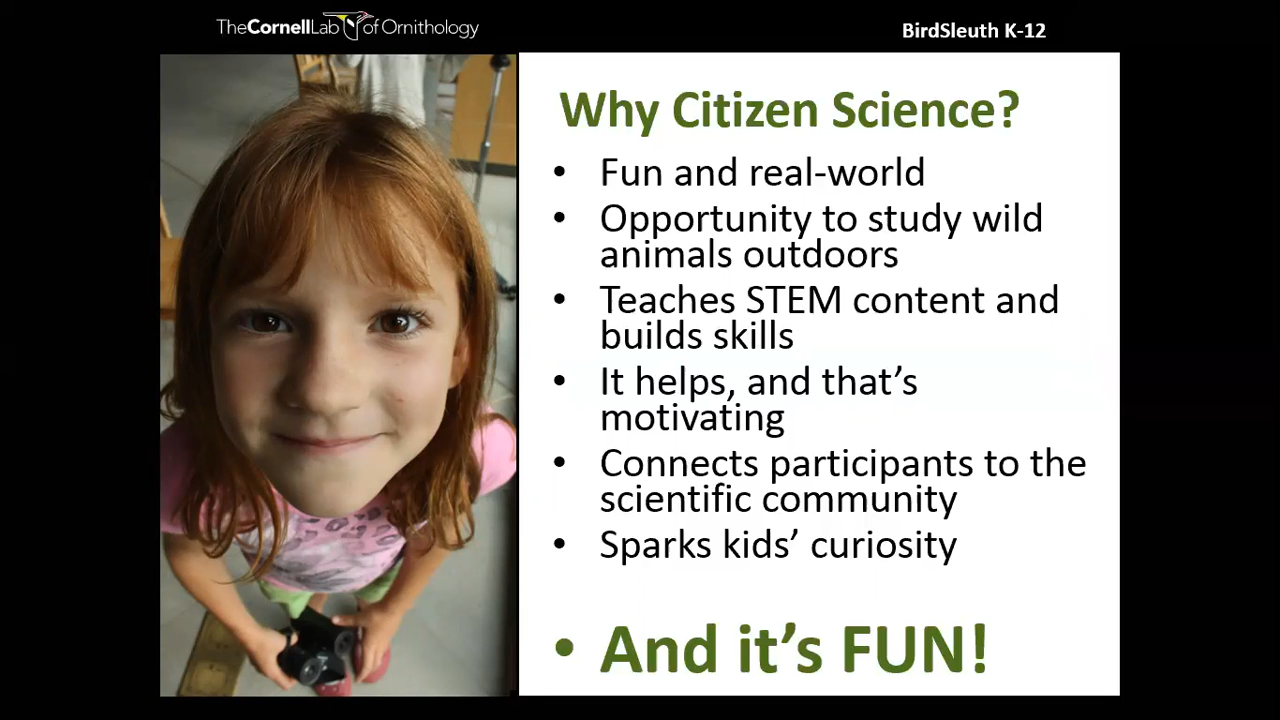 TheCornellLab of Ornithology
BirdSleuth K-12
Why Citizen Science?
• Fun and real-world
• Opportunity to study wild
animals outdoors
• Teaches STEM content and
builds skills
• It helps, and that's
motivating
• Connects participants to the
scientific community
• Sparks kids' curiosity
• And it's FUN!